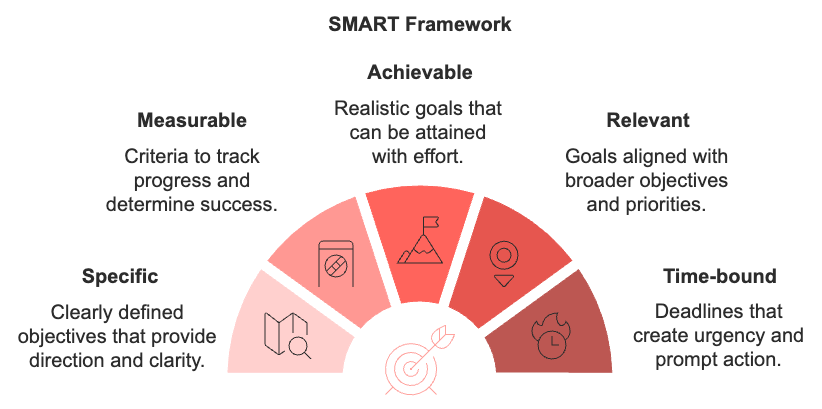 SMART Framework
Achievable
Realistic goals that
can be attained
with effort.
Measurable
Criteria to track
progress and
determine success.
Relevant
Goals aligned with
broader objectives
and priorities.
Specific
Clearly defined
objectives that provide
direction and clarity.
Time-bound
Deadlines that
create urgency and
prompt action.